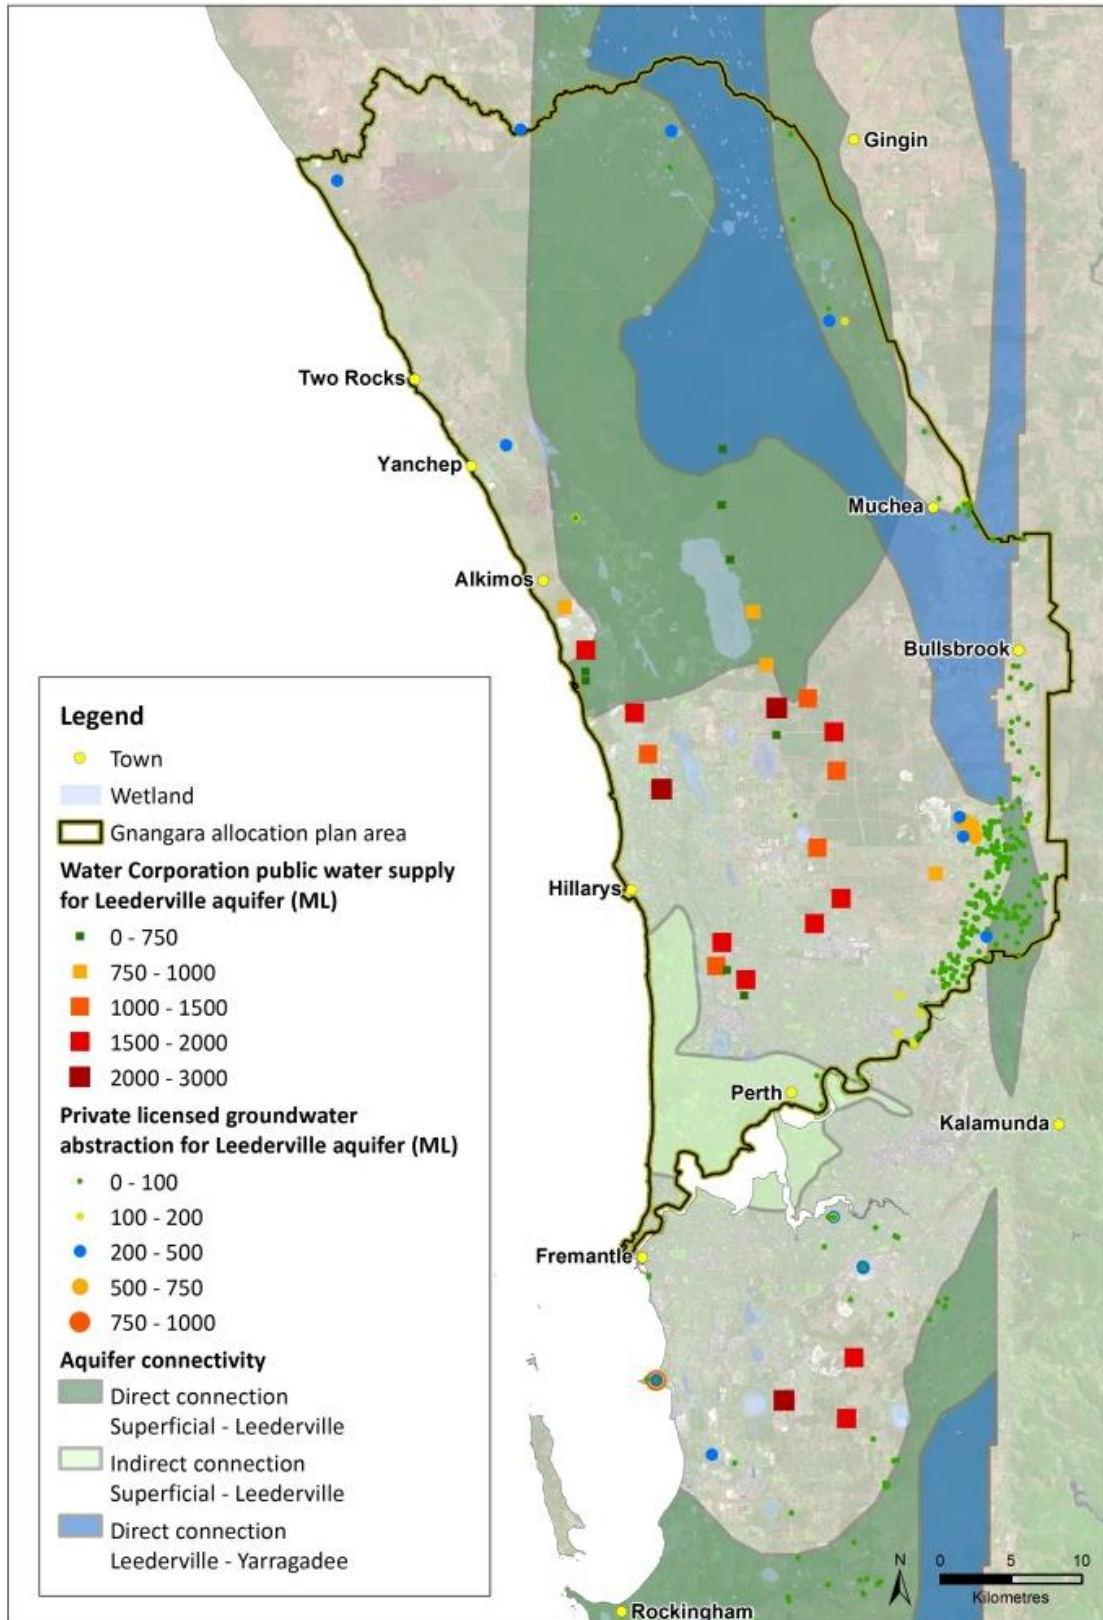 Gingin
Two Rocks
Yanchep
Muchea
Alkimos
Bullsbrook
Legend
Town
Wetland
Gnangara allocation plan area
Water Corporation public water supply
for Leederville aquifer (ML)
0 - 750
750 - 1000
1000 - 1500
1500 - 2000
2000 - 3000
Private licensed groundwater
abstraction for Leederville aquifer (ML)
0 - 100
100 - 200
200 - 500
500 - 750
750 - 1000
Aquifer connectivity
Direct connection
Superficial - Leederville
Indirect connection
Superficial - Leederville
Direct connection
Leederville - Yarragadee
Hillarys
Perth
Kalamunda
Fremantle
Rockingham
N
0 5 10
Kilometres